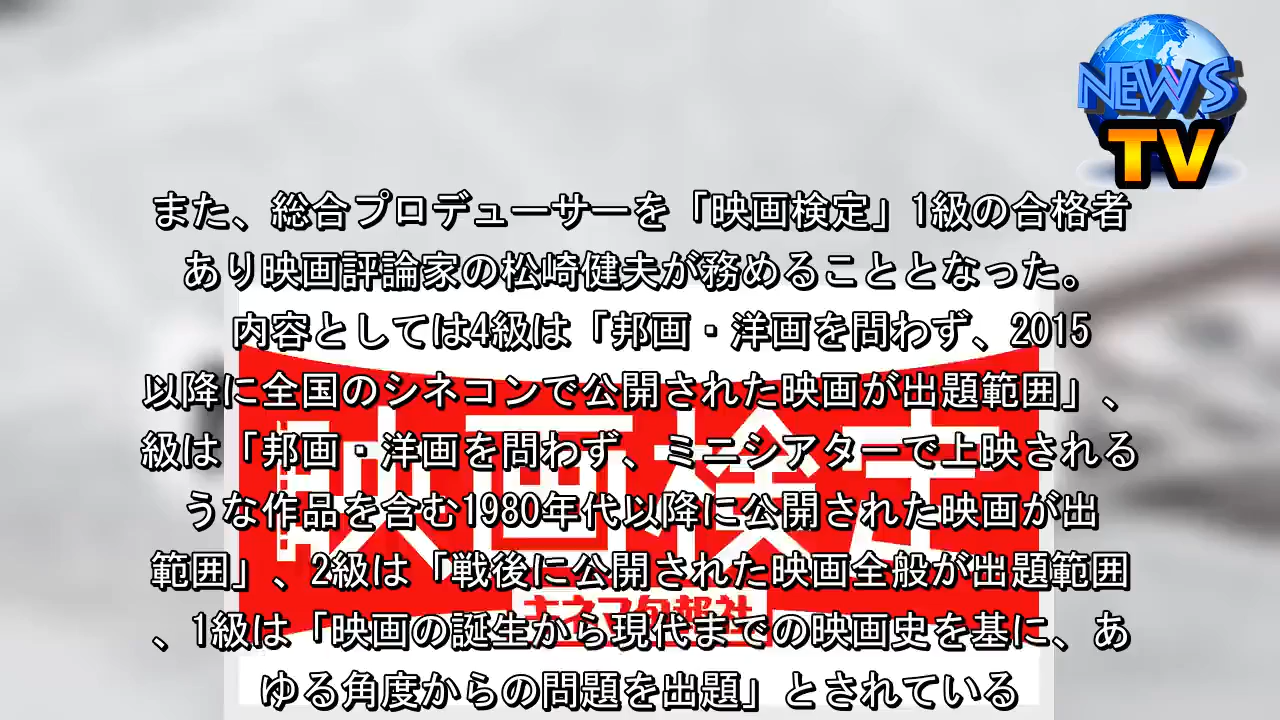 NEWS
TV
また、総合プロデューサーを「映画検定」1級の合格者
あり映画評論家の松崎健夫が務めることとなった。
内容としては4級は「邦画・洋画を問わず、2015
以降に全国のシネコンで公開された映画が出題範囲」、
級は「邦画・洋画を問わず、ミニシアターで上映される
うな作品を含む1980年代以降に公開された映画が出
範囲」、2級は「戦後に公開された映画全般が出題範囲
、1級は「映画の誕生から現代までの映画史を基に、あ
ゆる角度からの問題を出題」とされている
映画検定
キネマ旬報社